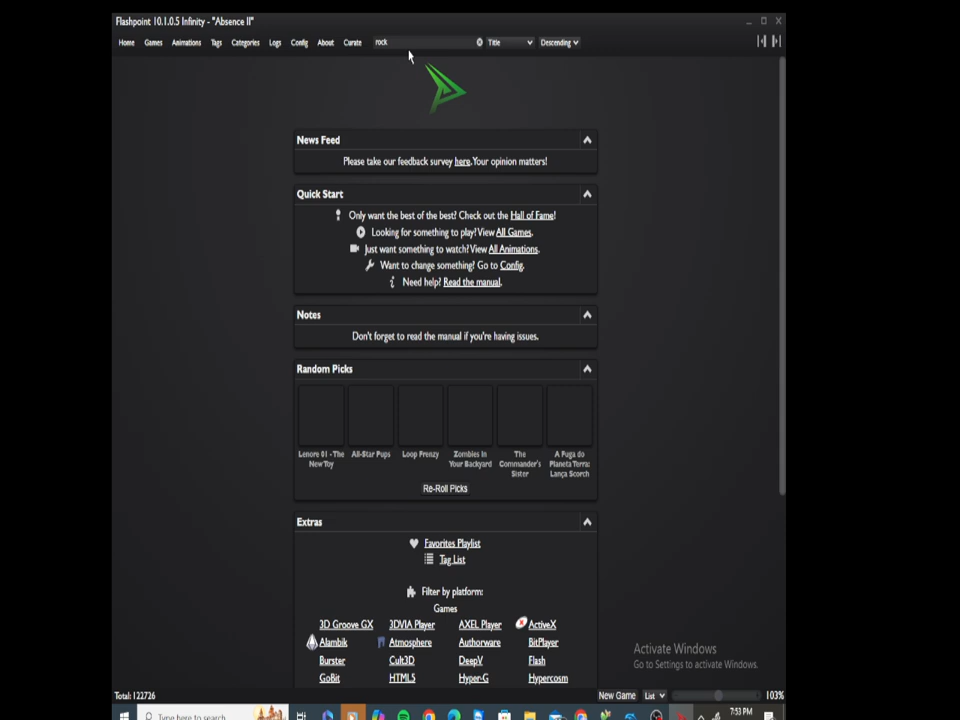 Flashpoint 10.1.0.5 Infinity - "Absence II"
Home Games Animations Tags Categories Logs Config About Curate rock Title Descending
News Feed
Please take our feedback survey here. Your opinion matters!
Quick Start
Only want the best of the best? Check out the Hall of Fame!
Looking for something to play? View All Games.
Just want something to watch? View All Animations.
Want to change something? Go to Config.
Need help? Read the manual.
Notes
Don't forget to read the manual if you're having issues.
Random Picks
Lenore 01 - The New Toy
All-Star Pups
Loop Frenzy
Zombies In Your Backyard
The Commander's Sister
A Fuga do Planeta Terra: Lança Scorch
Re-Roll Picks
Extras
Favorites Playlist
Tag List
Filter by platform:
Games
3D Groove GX 3DVIA Player AXEL Player ActiveX
Alambik Atmosphere Authorware BitPlayer
Burster Cult3D DeepV Flash
GoBit HTML5 Hyper-G Hypercosm
Activate Windows
Go to Settings to activate Windows.
Total: 122726 New Game List 103%
Type here to search 7:53 PM